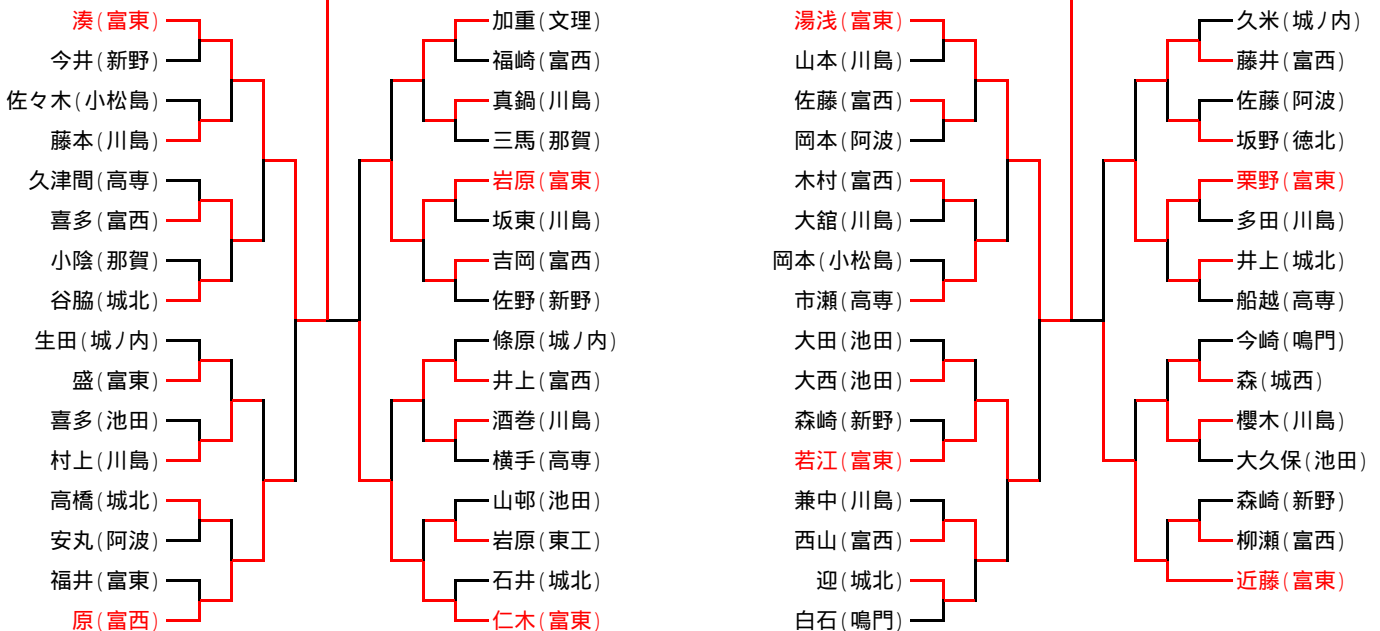 湊(富東)
今井(新野)
佐々木(小松島)
藤本(川島)
久津間(高専)
喜多(富西)
小陰(那賀)
谷脇(城北)
生田(城ノ内)
盛(富東)
喜多(池田)
村上(川島)
高橋(城北)
安丸(阿波)
福井(富東)
原(富西)
加重(文理)
福崎(富西)
真鍋(川島)
三馬(那賀)
岩原(富東)
坂東(川島)
吉岡(富西)
佐野(新野)
條原(城ノ内)
井上(富西)
酒巻(川島)
横手(高専)
山邨(池田)
岩原(東工)
石井(城北)
仁木(富東)
湯浅(富東)
山本(川島)
佐藤(富西)
岡本(阿波)
木村(富西)
大舘(川島)
岡本(小松島)
市瀬(高専)
大田(池田)
大西(池田)
森崎(新野)
若江(富東)
兼中(川島)
西山(富西)
迎(城北)
白石(鳴門)
久米(城ノ内)
藤井(富西)
佐藤(阿波)
坂野(徳北)
栗野(富東)
多田(川島)
井上(城北)
船越(高専)
今崎(鳴門)
森(城西)
櫻木(川島)
大久保(池田)
森崎(新野)
柳瀬(富西)
近藤(富東)